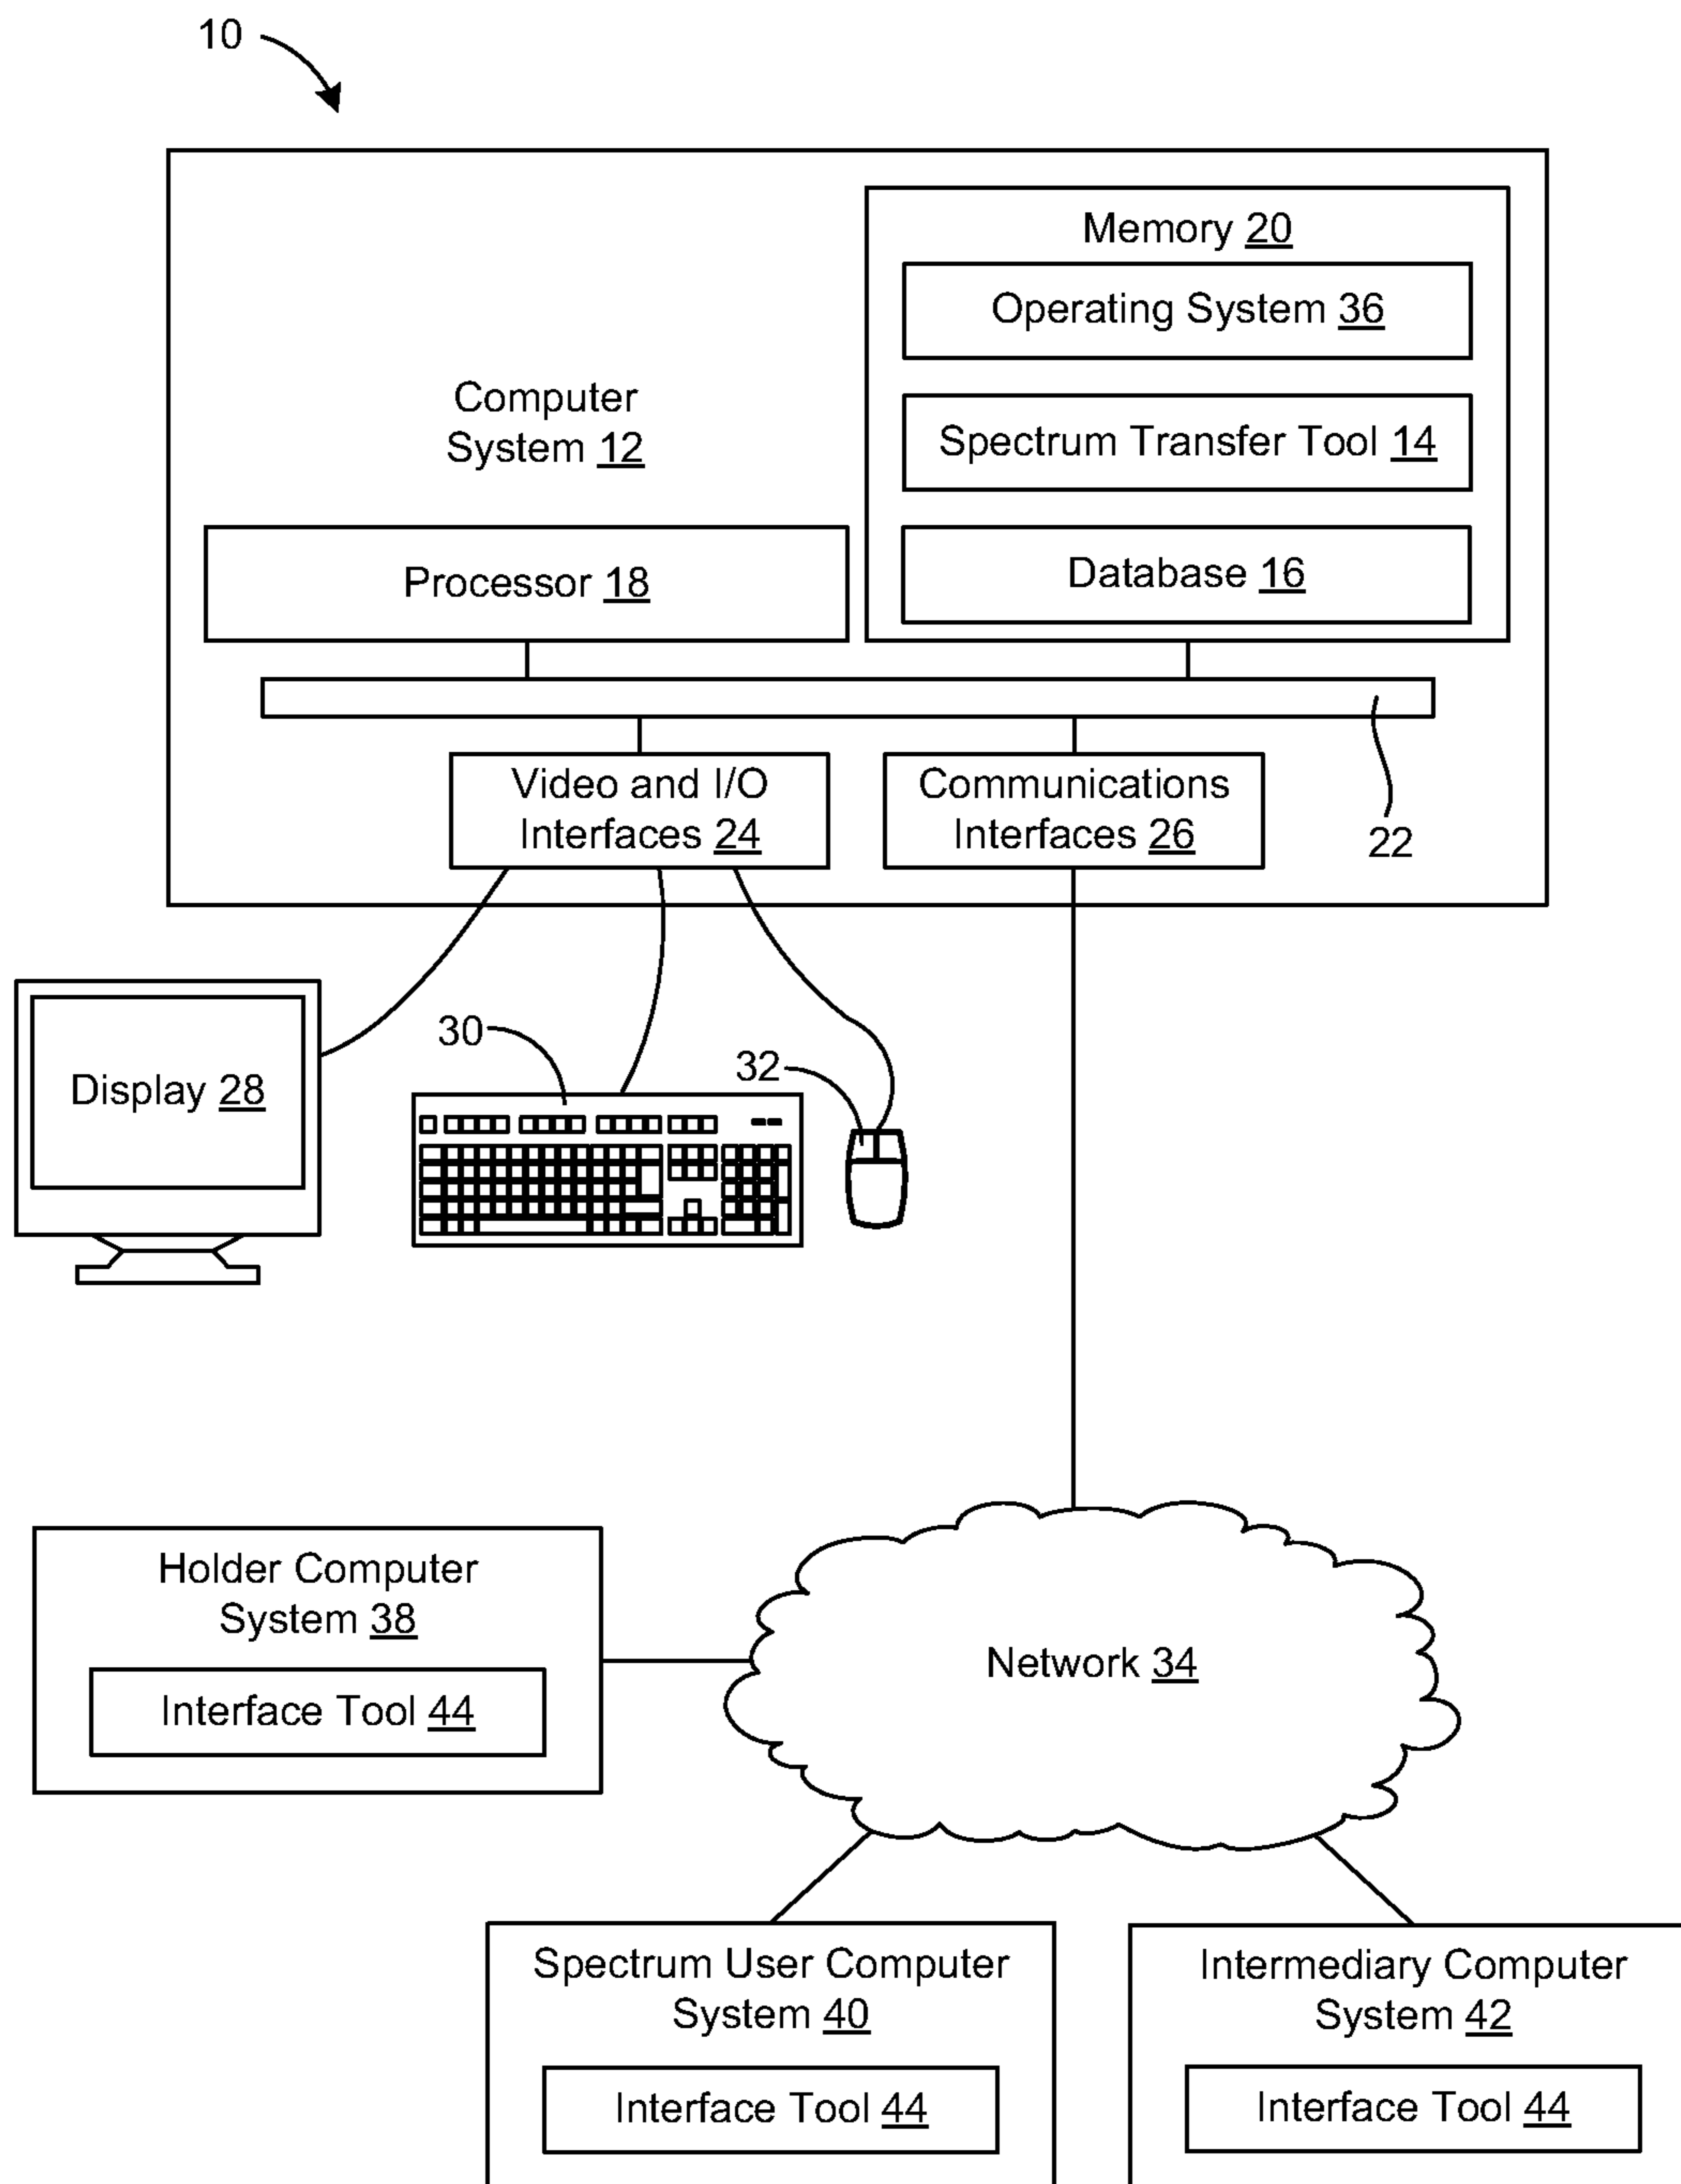 10
Memory 20
Operating System 36
Computer
System 12
Spectrum Transfer Tool 14
Processor 18
Database 16
Video and I/O
Interfaces 24
Communications
Interfaces 26
22
Display 28
30
32
Holder Computer
System 38
Interface Tool 44
Network 34
Spectrum User Computer
System 40
Interface Tool 44
Intermediary Computer
System 42
Interface Tool 44